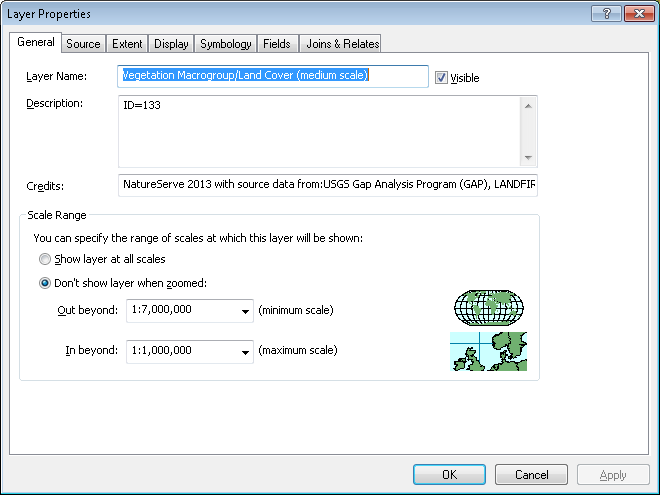 Layer Properties
General Source Extent Display Symbology Fields Joins & Relates
Layer Name: Vegetation Macrogroup/Land Cover (medium scale) Visible
Description: ID=133
Credits: NatureServe 2013 with source data from:USGS Gap Analysis Program (GAP), LANDFIR
Scale Range
You can specify the range of scales at which this layer will be shown:
Show layer at all scales
Don't show layer when zoomed:
Out beyond: 1:7,000,000 (minimum scale)
In beyond: 1:1,000,000 (maximum scale)
OK Cancel Apply